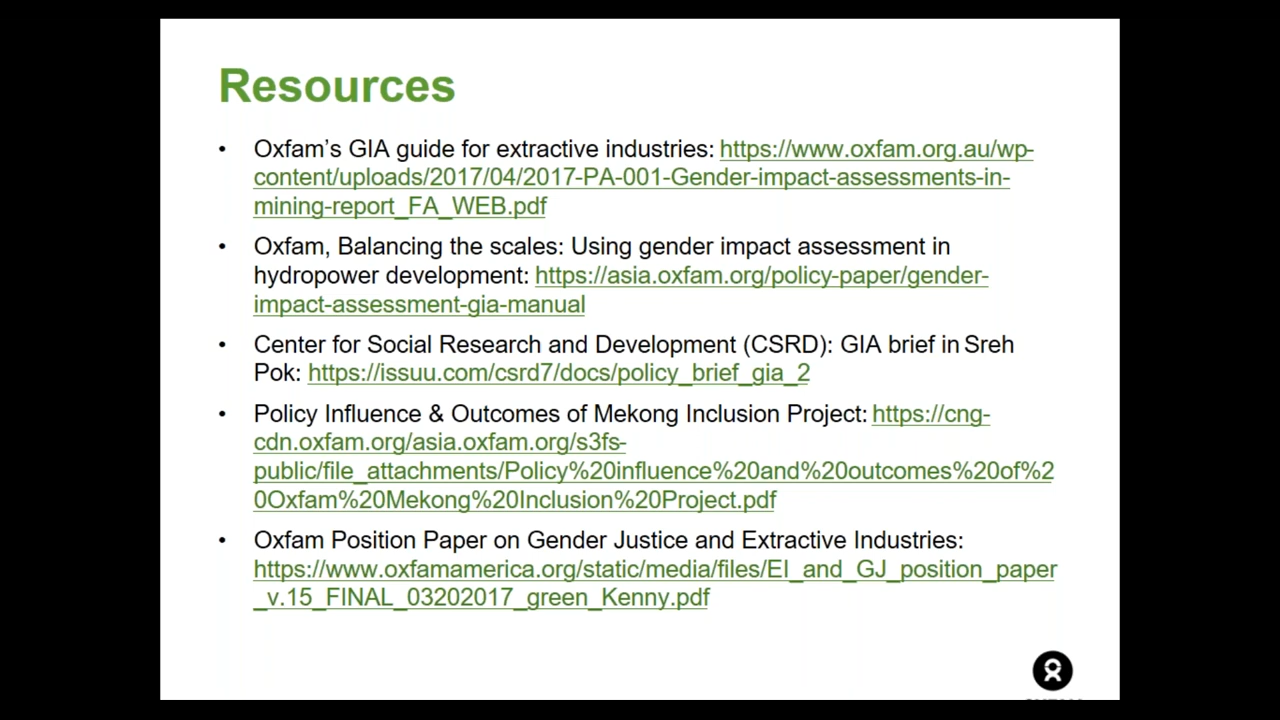 Resources
• Oxfam’s GIA guide for extractive industries: https://www.oxfam.org.au/wp-
content/uploads/2017/04/2017-PA-001-Gender-impact-assessments-in-
mining-report_FA_WEB.pdf
• Oxfam, Balancing the scales: Using gender impact assessment in
hydropower development: https://asia.oxfam.org/policy-paper/gender-
impact-assessment-gia-manual
• Center for Social Research and Development (CSRD): GIA brief in Sreh
Pok: https://issuu.com/csrd7/docs/policy_brief_gia_2
• Policy Influence & Outcomes of Mekong Inclusion Project: https://cng-
cdn.oxfam.org/asia.oxfam.org/s3fs-
public/file_attachments/Policy%20influence%20and%20outcomes%20of%2
0Oxfam%20Mekong%20Inclusion%20Project.pdf
• Oxfam Position Paper on Gender Justice and Extractive Industries:
https://www.oxfamamerica.org/static/media/files/EI_and_GJ_position_paper
_v.15_FINAL_03202017_green_Kenny.pdf